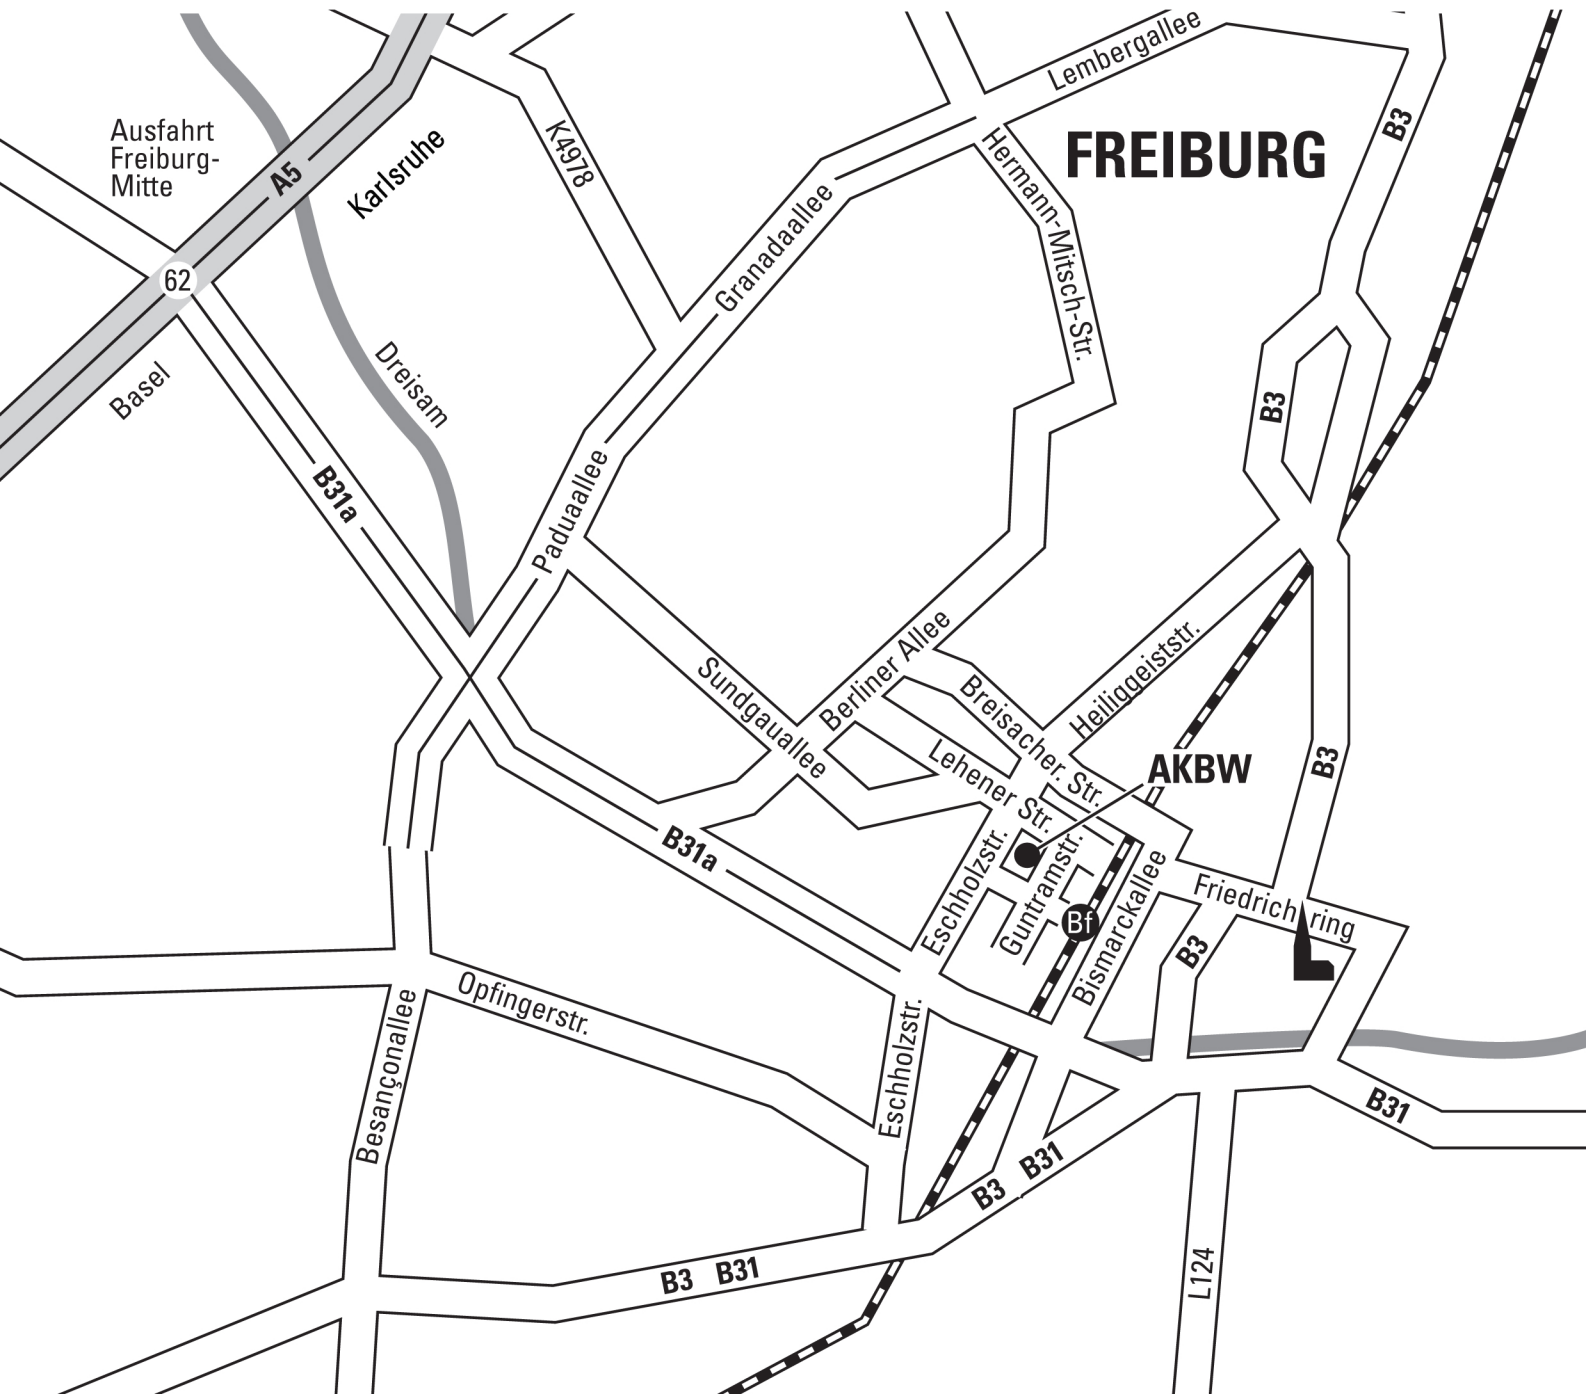 Lembergallee
B3
Ausfahrt
Freiburg-
Mitte
A5
Karlsruhe
K4978
Hermann-Mitsch-Str.
FREIBURG
Granadaallee
62
Basel
Dreisam
B3
B31a
Paduaallee
Sundgauallee
Berliner Allee
Breisacher. Str.
Heiliggeiststr.
AKBW
B3
Lehener Str.
B31a
Eschholzstr.
Guntramstr.
Bf
Bismarckallee
Friedrichring
B3
Opfingerstr.
Besançonallee
Eschholzstr.
B31
B3 B31
B3 B31
L124